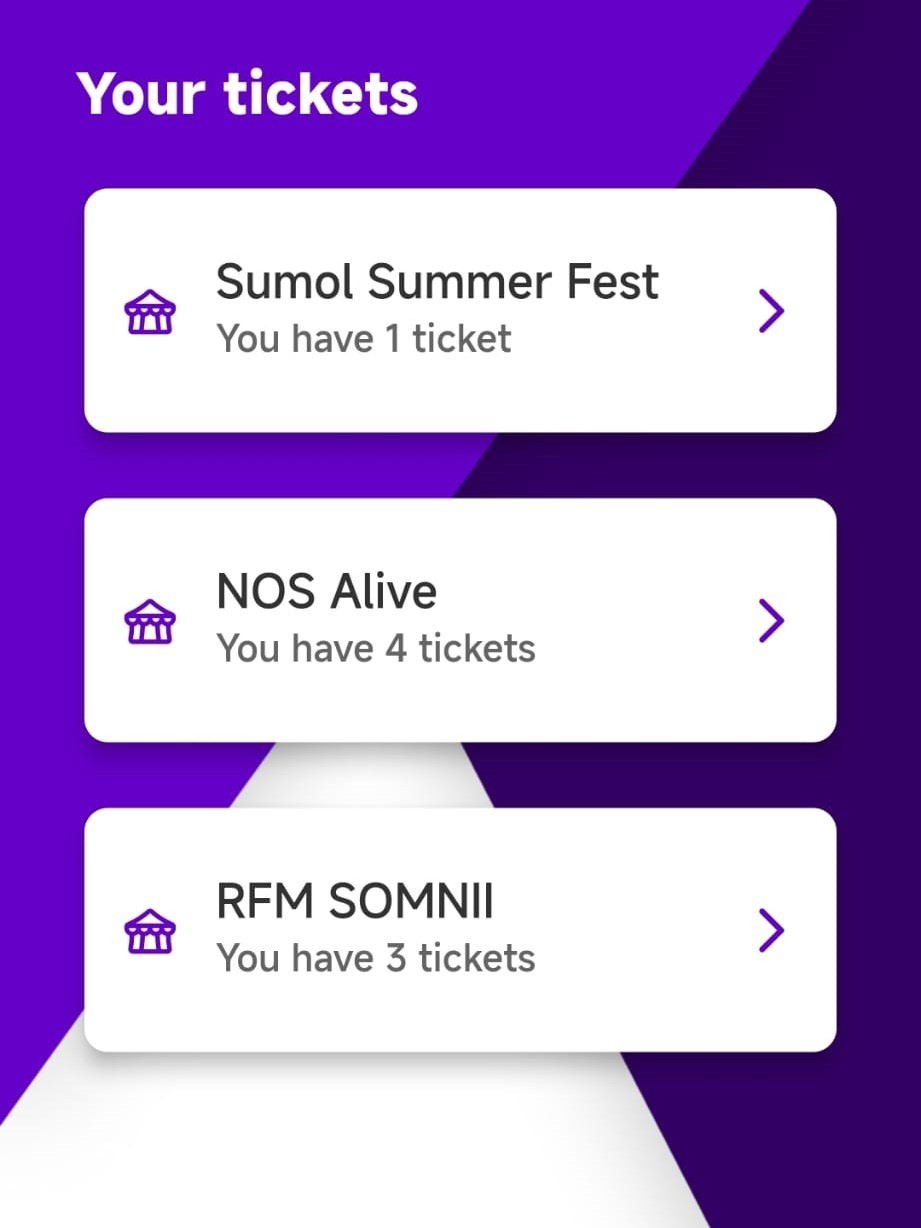 Your tickets
Sumol Summer Fest
You have 1 ticket
NOS Alive
You have 4 tickets
RFM SOMNII
You have 3 tickets